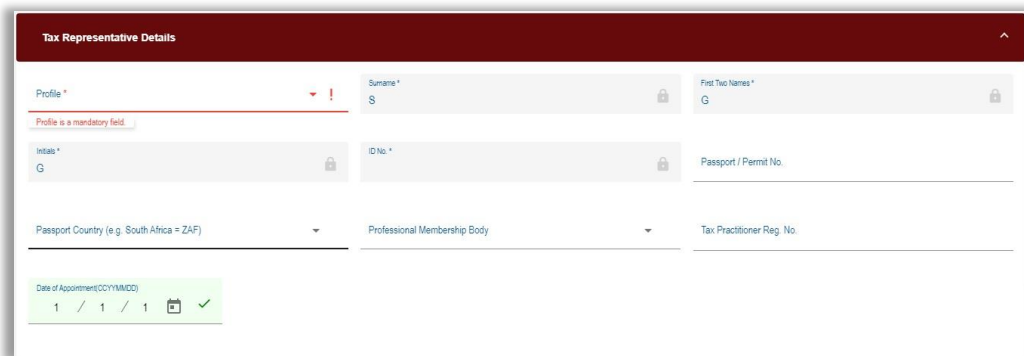 Tax Representative Details
Profile *
Surname *
S
First Two Names *
G
Profile is a mandatory field.
Initials *
G
ID No. *
Passport / Permit No.
Passport Country (e.g. South Africa = ZAF)
Professional Membership Body
Tax Practitioner Reg. No.
Date of Appointment(CCYYMMDD)
1 / 1 / 1